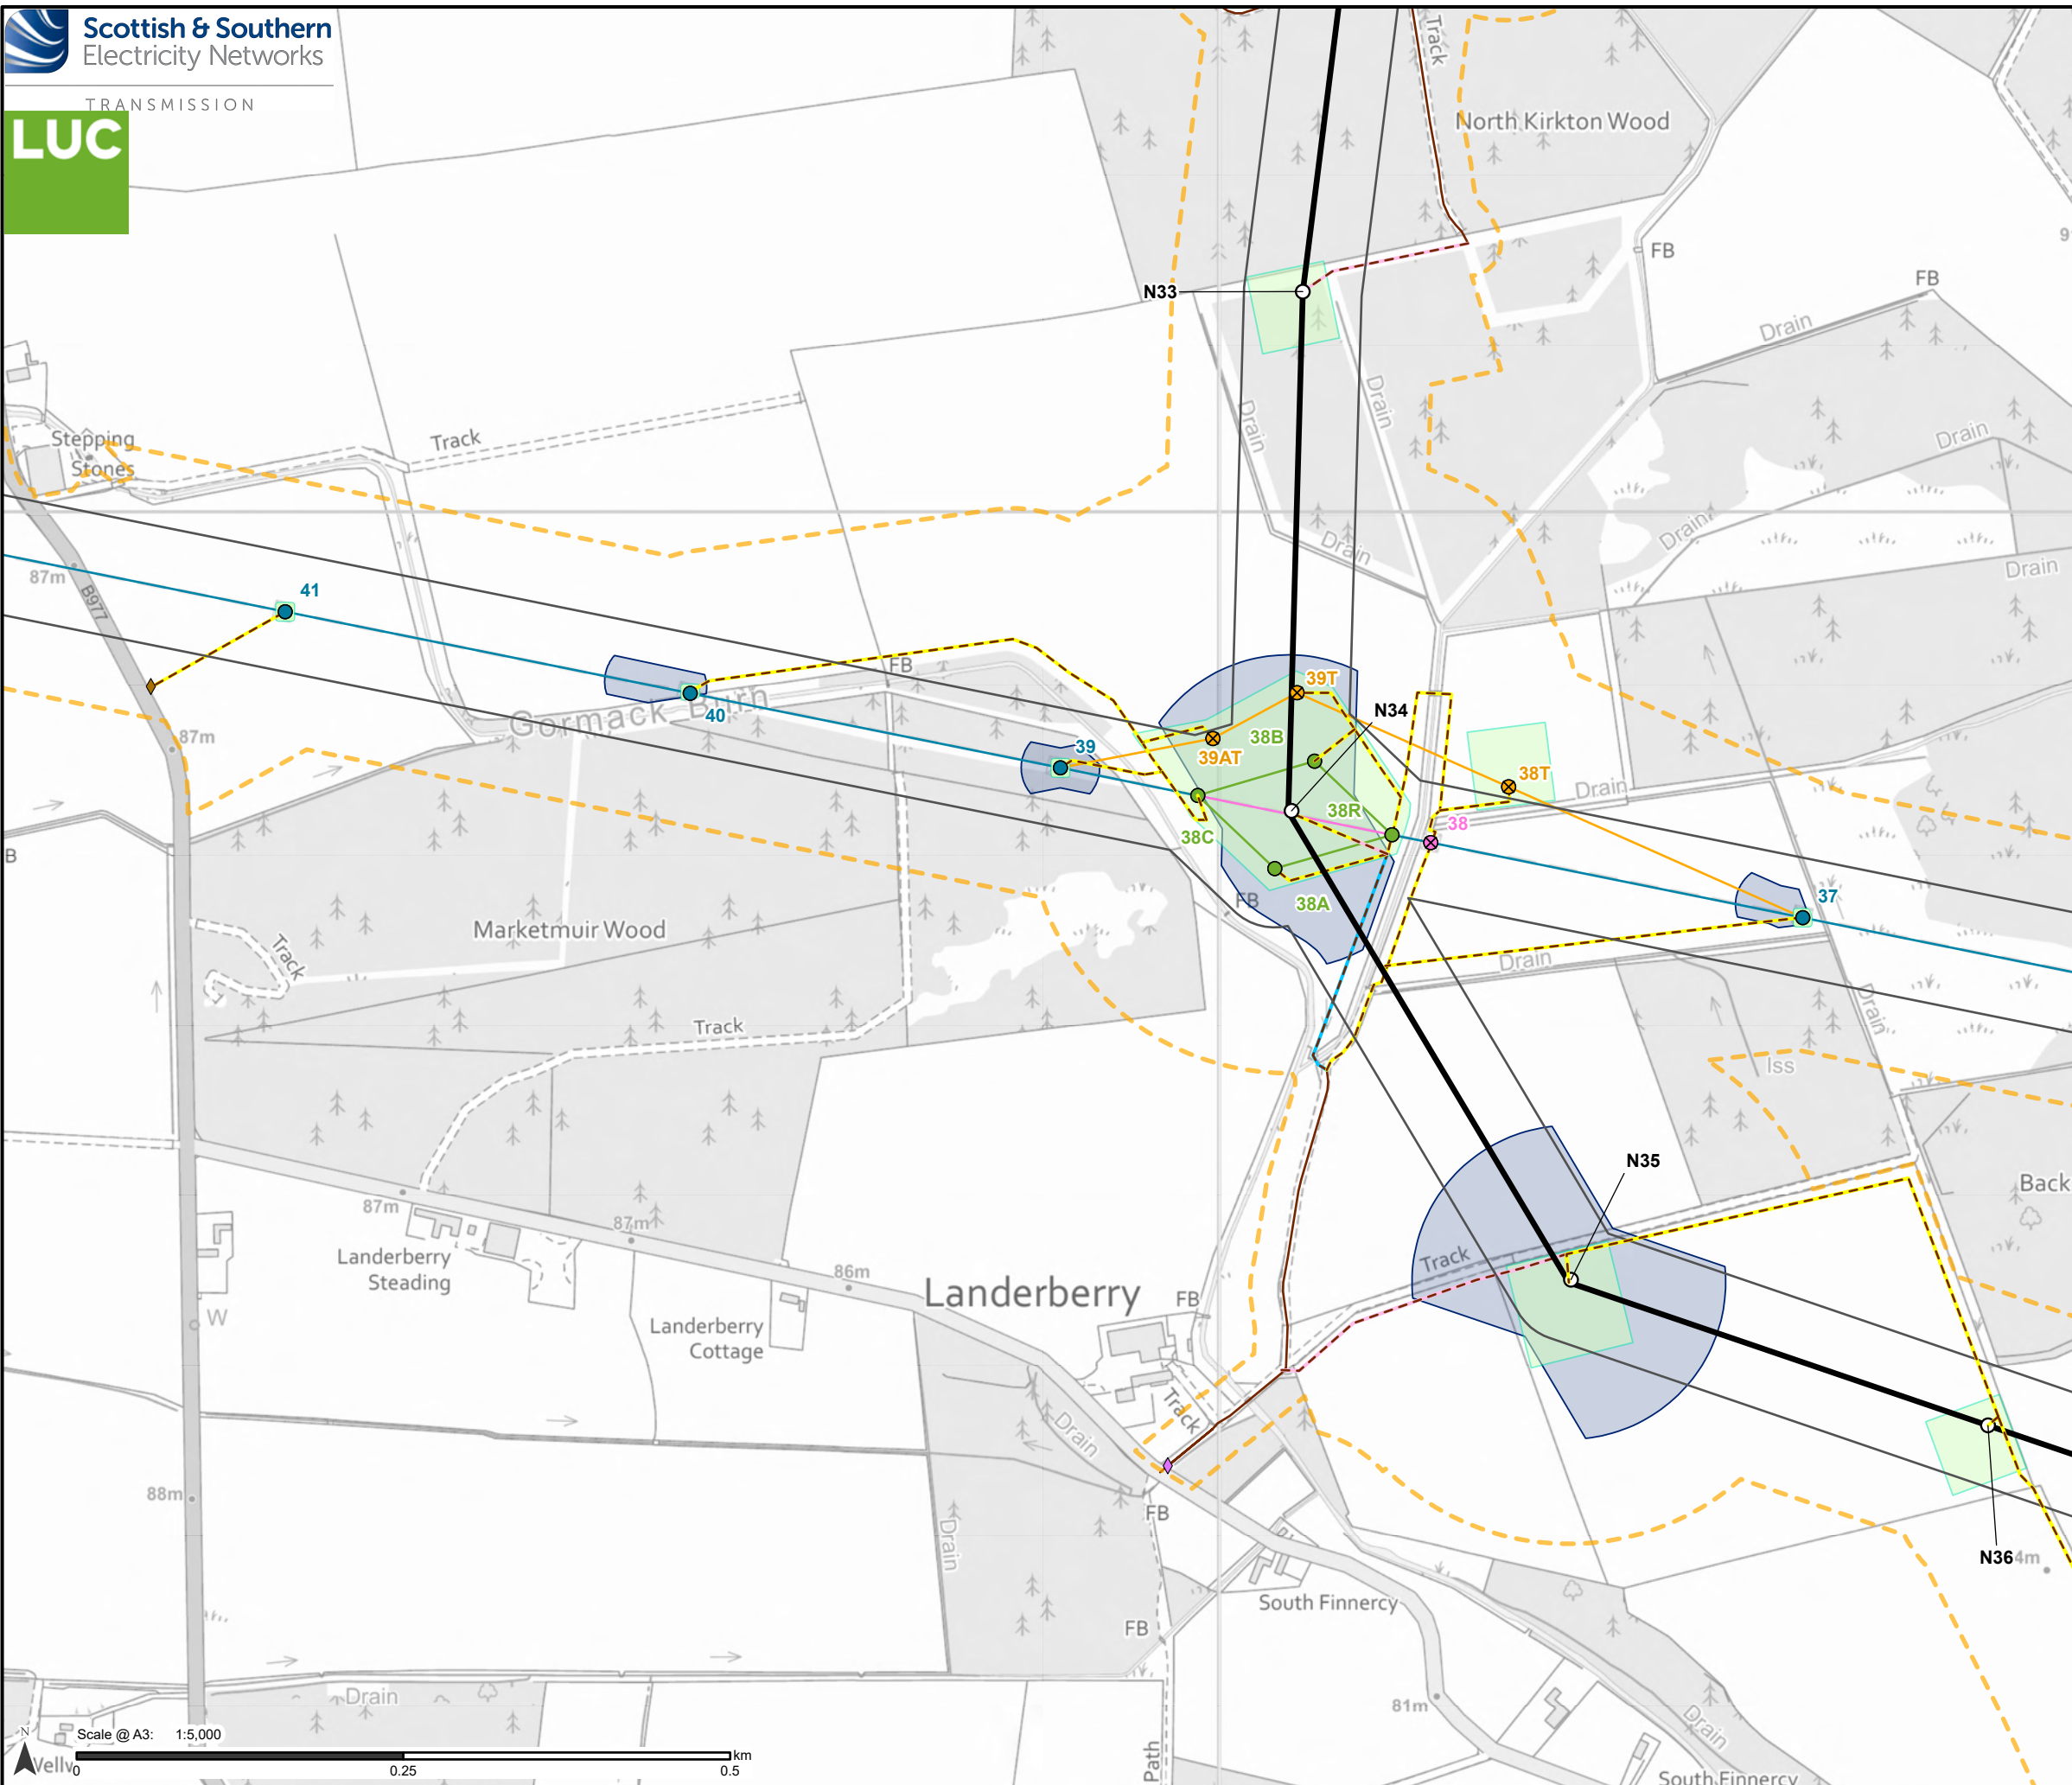 Scottish & Southern
Electricity Networks
TRANSMISSION
LUC
Track
North Kirkton Wood
FB
FB
N33
Drain
Drain
Drain
Drain
Drain
Drain
Drain
Stepping
Stones
Track
87m
B977
41
FB
40
Gormack Burn
39
39T
N34
38B
39AT
38T
Drain
38R
38
38C
87m
37
38A
FB
Marketmuir Wood
Track
Drain
Drain
Track
Iss
N35
Back
87m
87m
Landerberry
Steading
86m
Landerberry
FB
Track
W
Landerberry
Cottage
Track
Drain
88m
FB
Drain
N36
4m
South Finnercy
FB
Drain
81m
Drain
Path
South Finnercy
Scale @ A3: 1:5,000
N
km
0
0.25
0.5